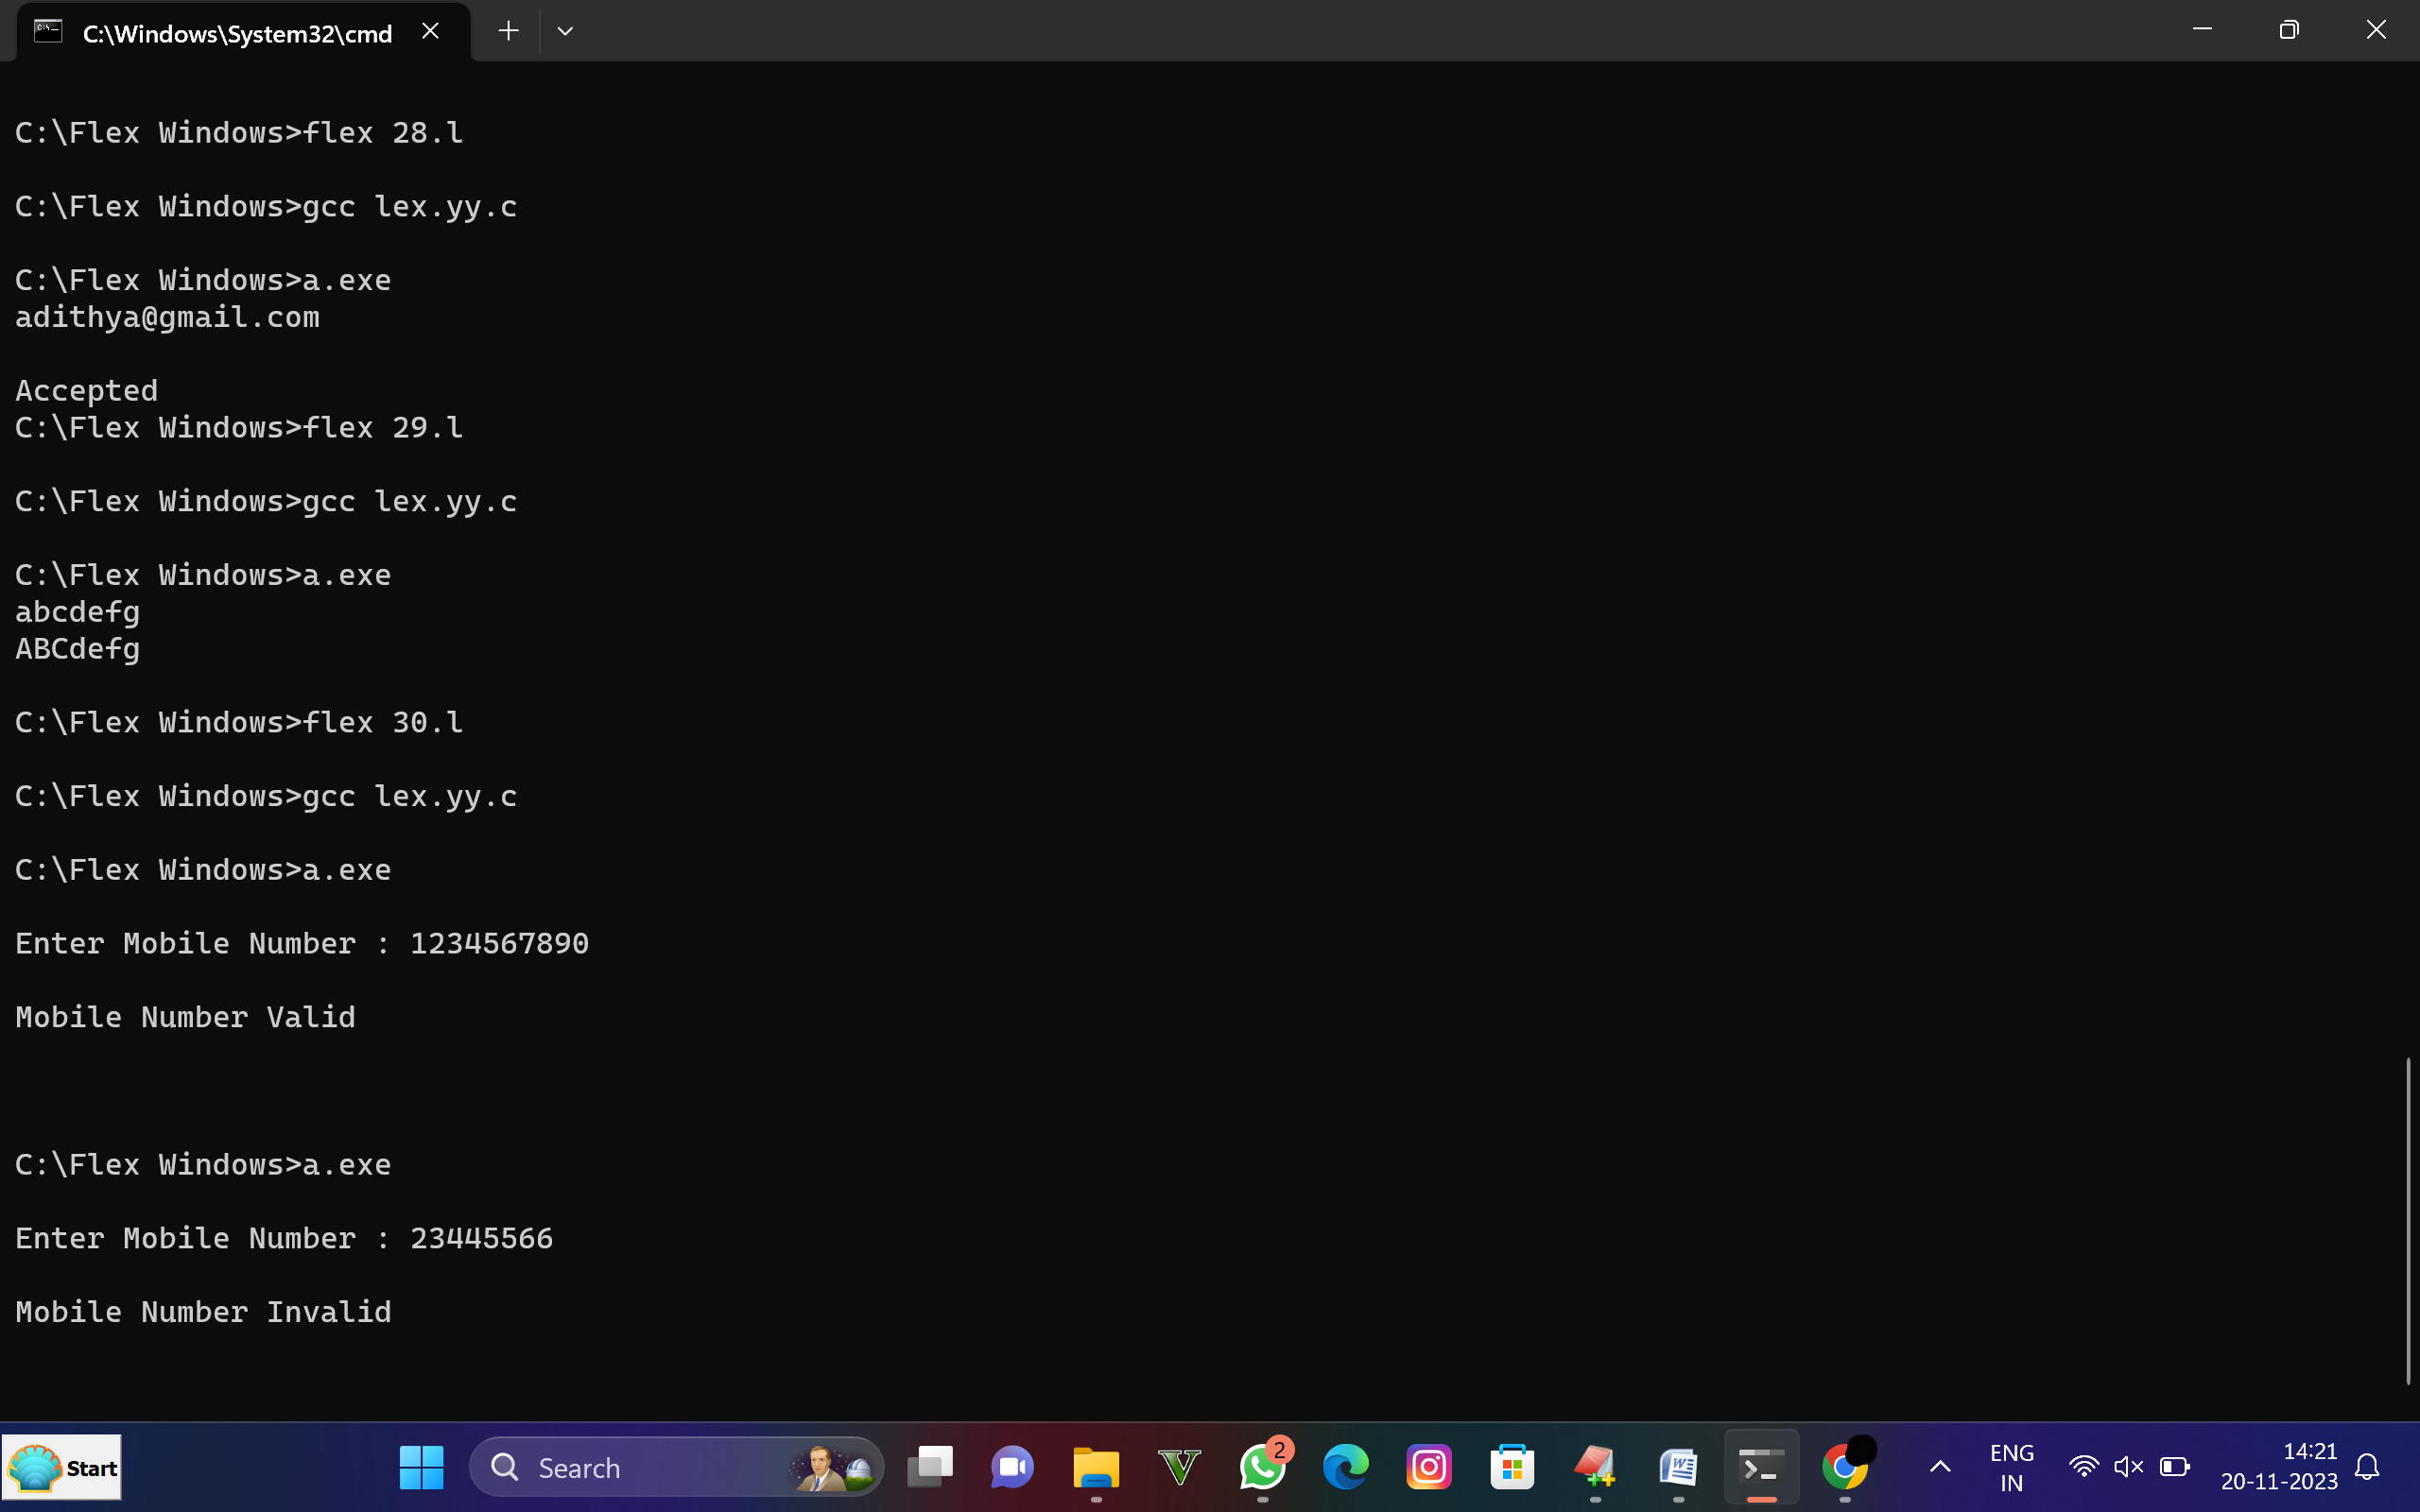 C:\Windows\System32\cmd
C:\Flex Windows>flex 28.l
C:\Flex Windows>gcc lex.yy.c
C:\Flex Windows>a.exe
adithya@gmail.com
Accepted
C:\Flex Windows>flex 29.l
C:\Flex Windows>gcc lex.yy.c
C:\Flex Windows>a.exe
abcdefg
ABCdefg
C:\Flex Windows>flex 30.l
C:\Flex Windows>gcc lex.yy.c
C:\Flex Windows>a.exe
Enter Mobile Number : 1234567890
Mobile Number Valid
C:\Flex Windows>a.exe
Enter Mobile Number : 23445566
Mobile Number Invalid
Start
Search
2
ENG
IN
14:21
20-11-2023